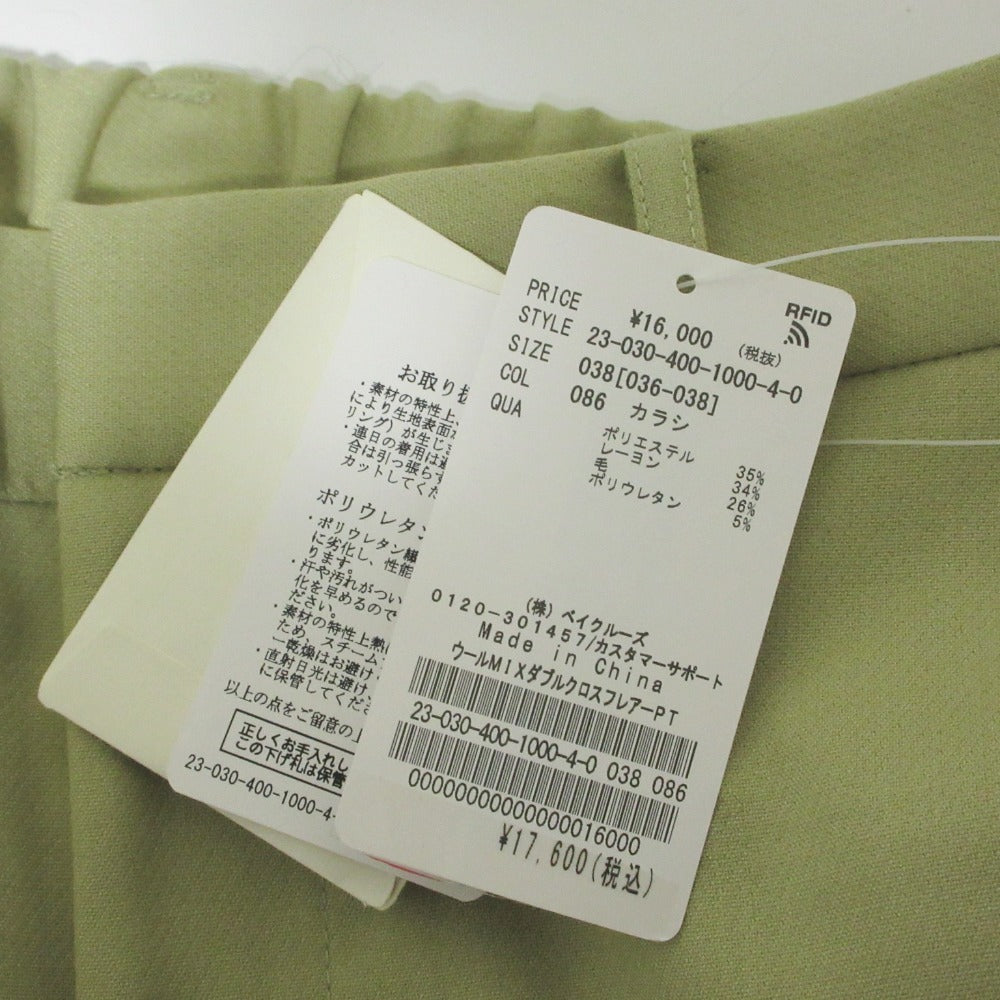 PRICE ¥16,000 (税抜)
RFID
STYLE 23-030-400-1000-4-0
SIZE 038[036-038]
COL 086 カラシ
QUA
ポリエステル 35%
レーヨン 34%
毛 26%
ポリウレタン 5%
(株) ベイクルーズ
0120-301457/カスタマーサポート
Made in China
ウールMIXダブルクロスフレアーPT
23-030-400-1000-4-0 038 086
00000000000000016000
¥17,600(税込)
お取り扱
・素材の特性上、
により生地表面
リング)が生じ
・連日の着用は避
合は引っ張らず
カットしてくだ
ポリウレタン
・ポリウレタン繊
に劣化し、性能
ります。
・汗や汚れがつい
化を早めるので
ださい。
・素材の特性上熱
ため、スチーム
ー乾燥はお避け
・直射日光は避け
に保管してくださ
以上の点をご留意の上
正しくお手入れし
この下げ札は保管
23-030-400-1000-4-